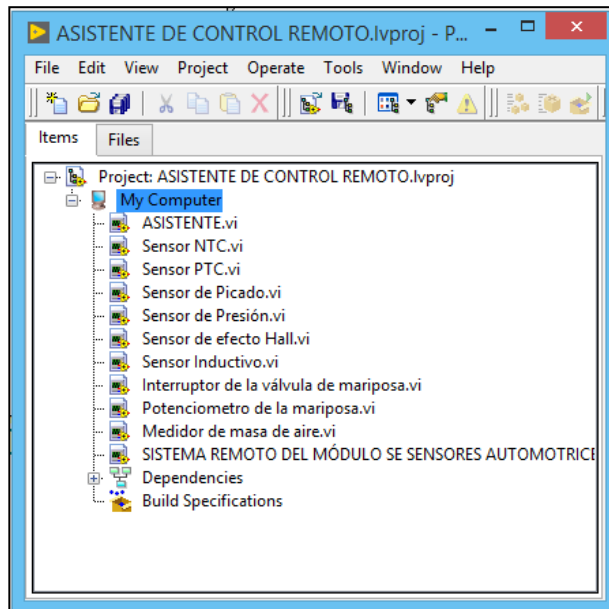 ASISTENTE DE CONTROL REMOTO.lvproj - P...
File Edit View Project Operate Tools Window Help
Items Files
Project: ASISTENTE DE CONTROL REMOTO.lvproj
My Computer
ASISTENTE.vi
Sensor NTC.vi
Sensor PTC.vi
Sensor de Picado.vi
Sensor de Presión.vi
Sensor de efecto Hall.vi
Sensor Inductivo.vi
Interruptor de la válvula de mariposa.vi
Potenciometro de la mariposa.vi
Medidor de masa de aire.vi
SISTEMA REMOTO DEL MÓDULO SE SENSORES AUTOMOTRICE
Dependencies
Build Specifications